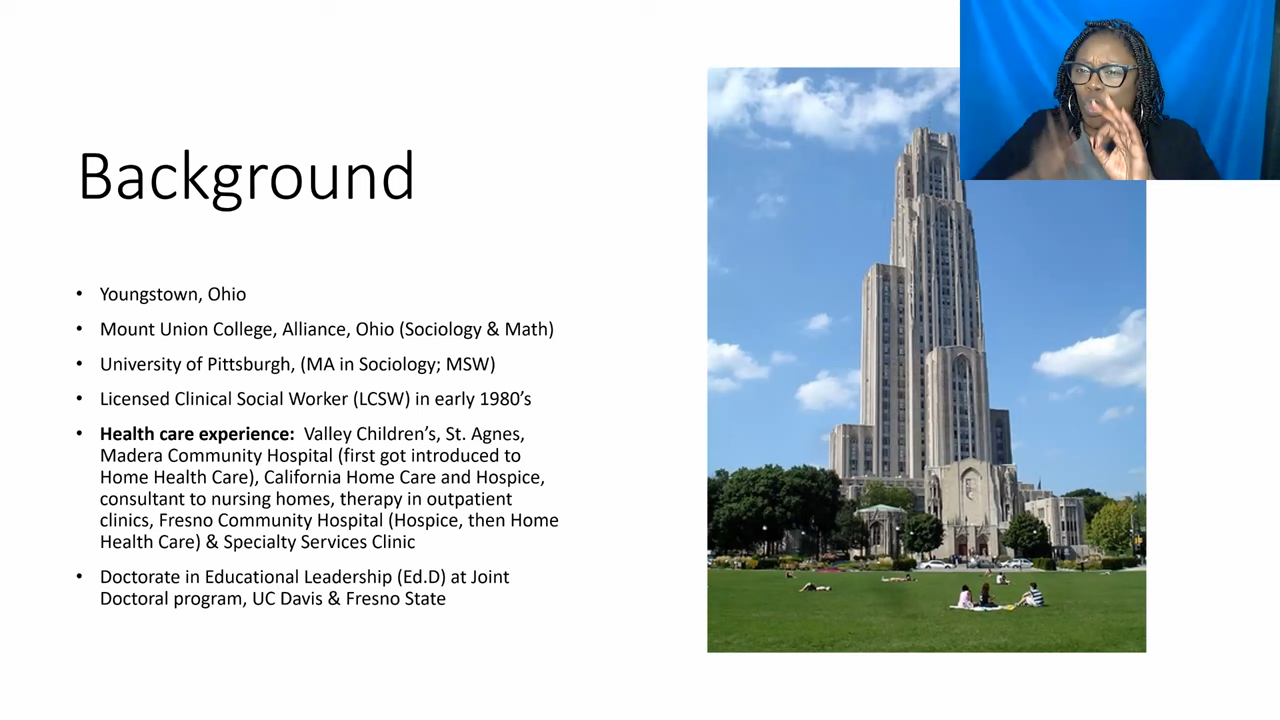 Background
• Youngstown, Ohio
• Mount Union College, Alliance, Ohio (Sociology & Math)
• University of Pittsburgh, (MA in Sociology; MSW)
• Licensed Clinical Social Worker (LCSW) in early 1980’s
• Health care experience: Valley Children’s, St. Agnes,
Madera Community Hospital (first got introduced to
Home Health Care), California Home Care and Hospice,
consultant to nursing homes, therapy in outpatient
clinics, Fresno Community Hospital (Hospice, then Home
Health Care) & Specialty Services Clinic
• Doctorate in Educational Leadership (Ed.D) at Joint
Doctoral program, UC Davis & Fresno State